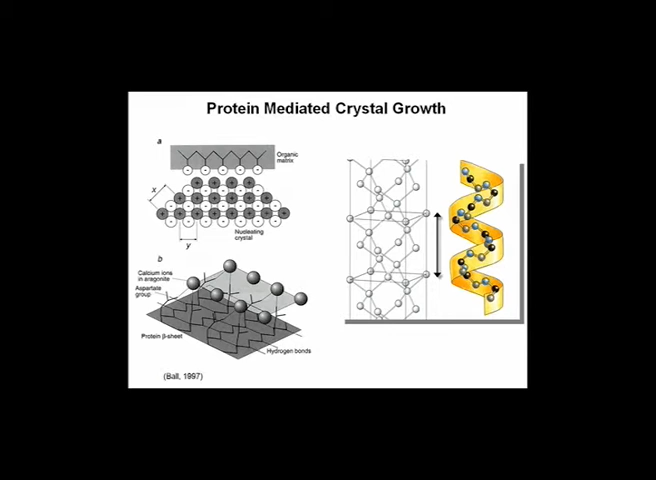 Protein Mediated Crystal Growth
a
Organic
matrix
x
Nucleating
crystal
y
b
Calcium ions
in aragonite
Aspartate
group
Protein β-sheet
Hydrogen bonds
(Ball, 1997)